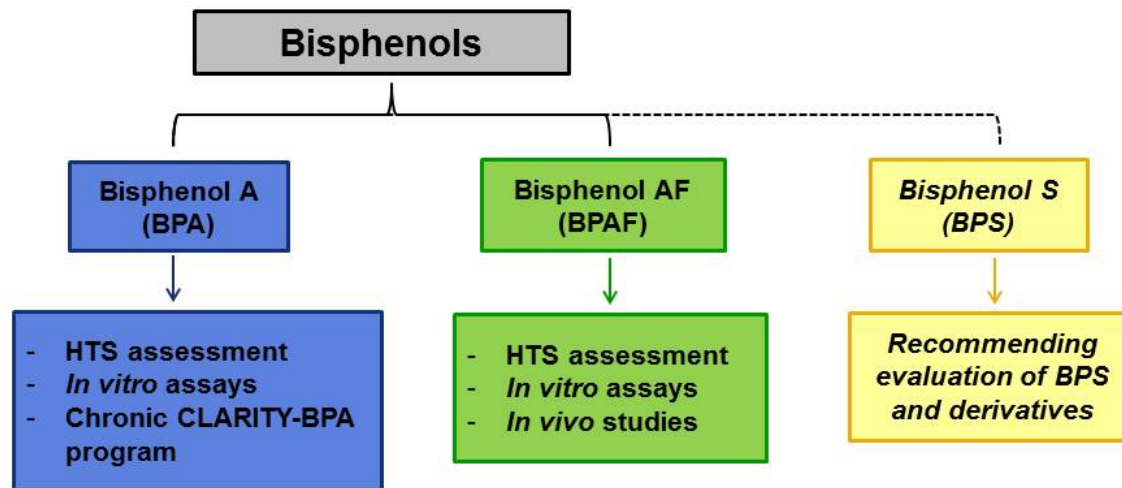 Bisphenols
Bisphenol A
(BPA)
Bisphenol AF
(BPAF)
Bisphenol S
(BPS)
- HTS assessment
- In vitro assays
- Chronic CLARITY-BPA
program
- HTS assessment
- In vitro assays
- In vivo studies
Recommending
evaluation of BPS
and derivatives